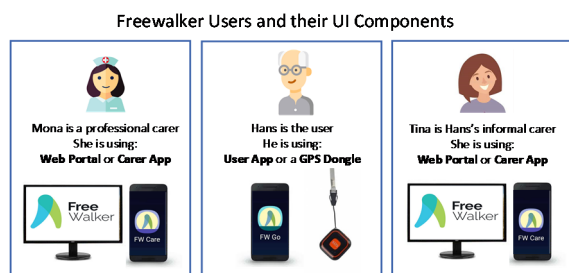 Freewalker Users and their UI Components
Mona is a professional carer
She is using:
Web Portal or Carer App
Free
Walker
FW Care
Hans is the user
He is using:
User App or a GPS Dongle
FW Go
Tina is Hans's informal carer
She is using:
Web Portal or Carer App
Free
Walker
FW Care